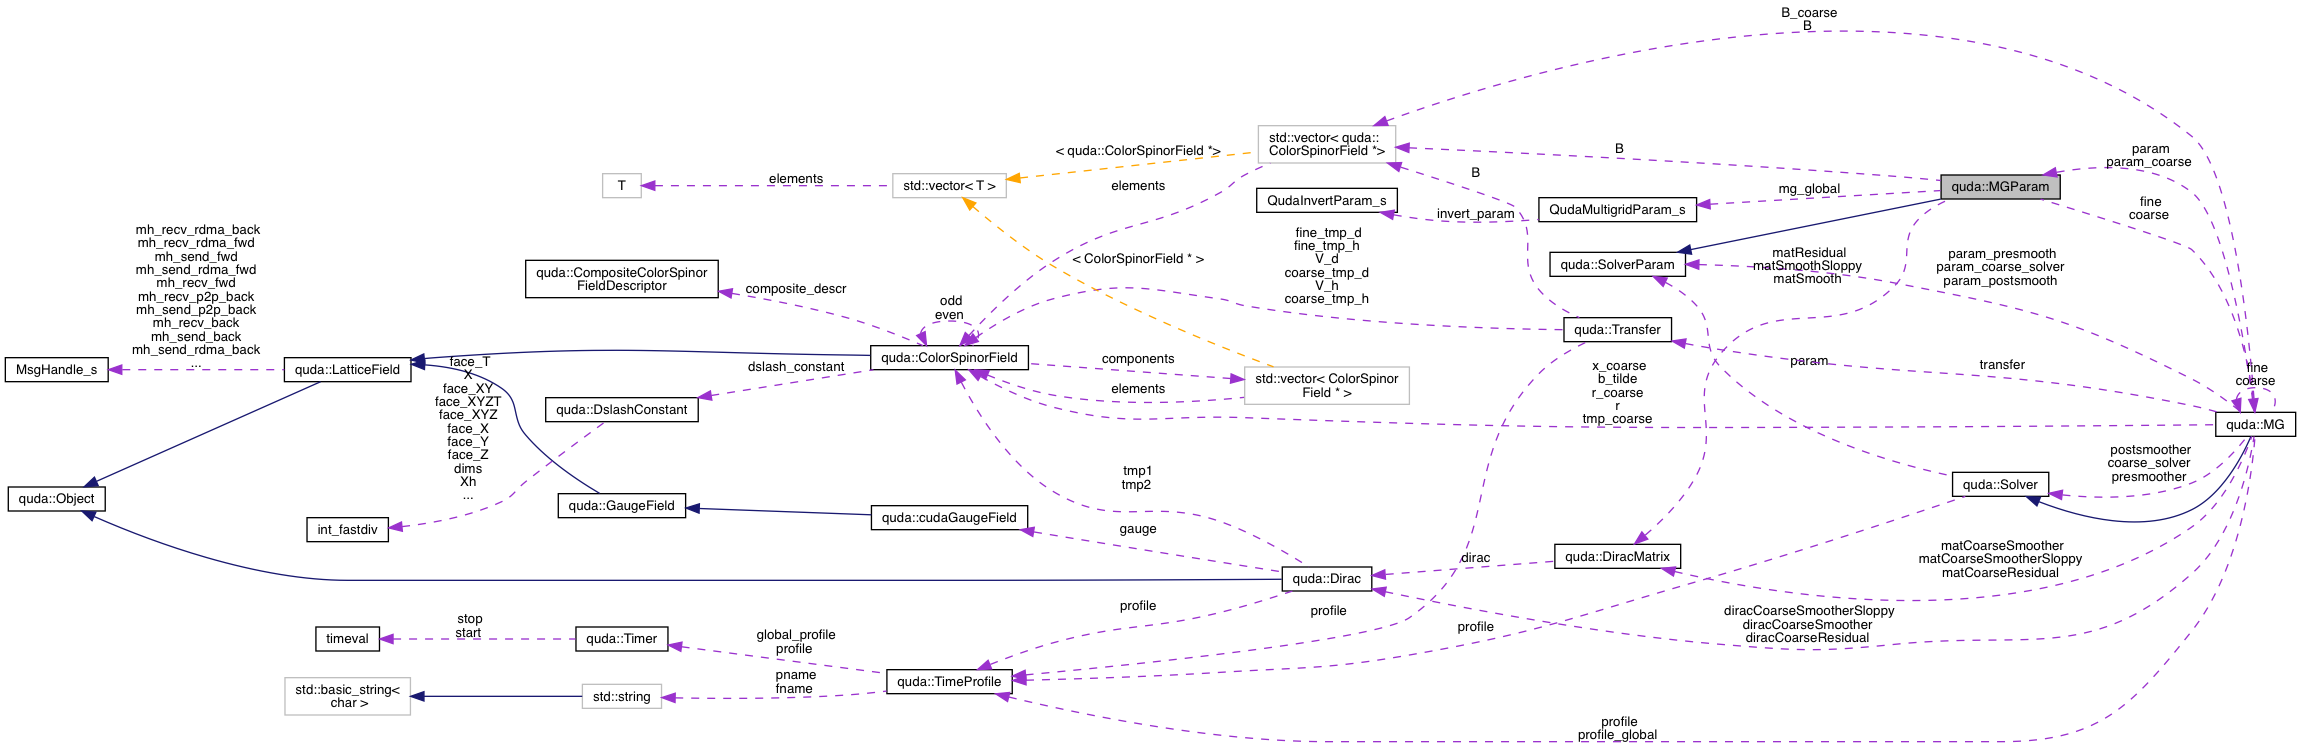 B_coarse
B
std::vector< quda::
ColorSpinorField *>
< quda::ColorSpinorField *>
B
param
param_coarse
elements
T
std::vector< T >
elements
B
quda::MGParam
mg_global
QudaInvertParam_s
invert_param
QudaMultigridParam_s
fine
coarse
mh_recv_rdma_back
mh_recv_rdma_fwd
mh_send_fwd
mh_send_rdma_fwd
mh_recv_fwd
mh_recv_p2p_back
mh_send_p2p_back
mh_recv_back
mh_send_back
mh_send_rdma_back
...
fine_tmp_d
fine_tmp_h
V_d
coarse_tmp_d
V_h
coarse_tmp_h
< ColorSpinorField * >
quda::CompositeColorSpinor
FieldDescriptor
composite_descr
quda::SolverParam
matResidual
matSmoothSloppy
matSmooth
param_presmooth
param_coarse_solver
param_postsmooth
odd
even
quda::Transfer
MsgHandle_s
quda::LatticeField
quda::ColorSpinorField
components
elements
std::vector< ColorSpinor
Field * >
dslash_constant
x_coarse
b_tilde
r_coarse
r
tmp_coarse
param
transfer
fine
coarse
face_T
X
face_XY
face_XYZT
face_XYZ
face_X
face_Y
face_Z
dims
Xh
...
quda::DslashConstant
quda::MG
postsmoother
coarse_solver
presmoother
tmp1
tmp2
quda::Object
quda::GaugeField
quda::Solver
int_fastdiv
quda::cudaGaugeField
gauge
quda::DiracMatrix
dirac
quda::Dirac
matCoarseSmoother
matCoarseSmootherSloppy
matCoarseResidual
profile
profile
profile
diracCoarseSmootherSloppy
diracCoarseSmoother
diracCoarseResidual
timeval
stop
start
quda::Timer
global_profile
profile
std::basic_string<
char >
std::string
pname
fname
quda::TimeProfile
profile
profile_global